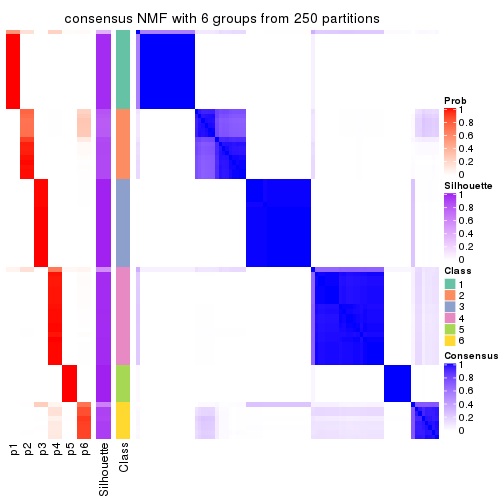 consensus NMF with 6 groups from 250 partitions
Prob
1
0.8
0.6
0.4
0.2
0
Silhouette
1
0.8
0.6
0.4
0.2
0
Class
1
2
3
4
5
6
Consensus
1
0.8
0.6
0.4
0.2
0
p1
p2
p3
p4
p5
p6
Silhouette
Class